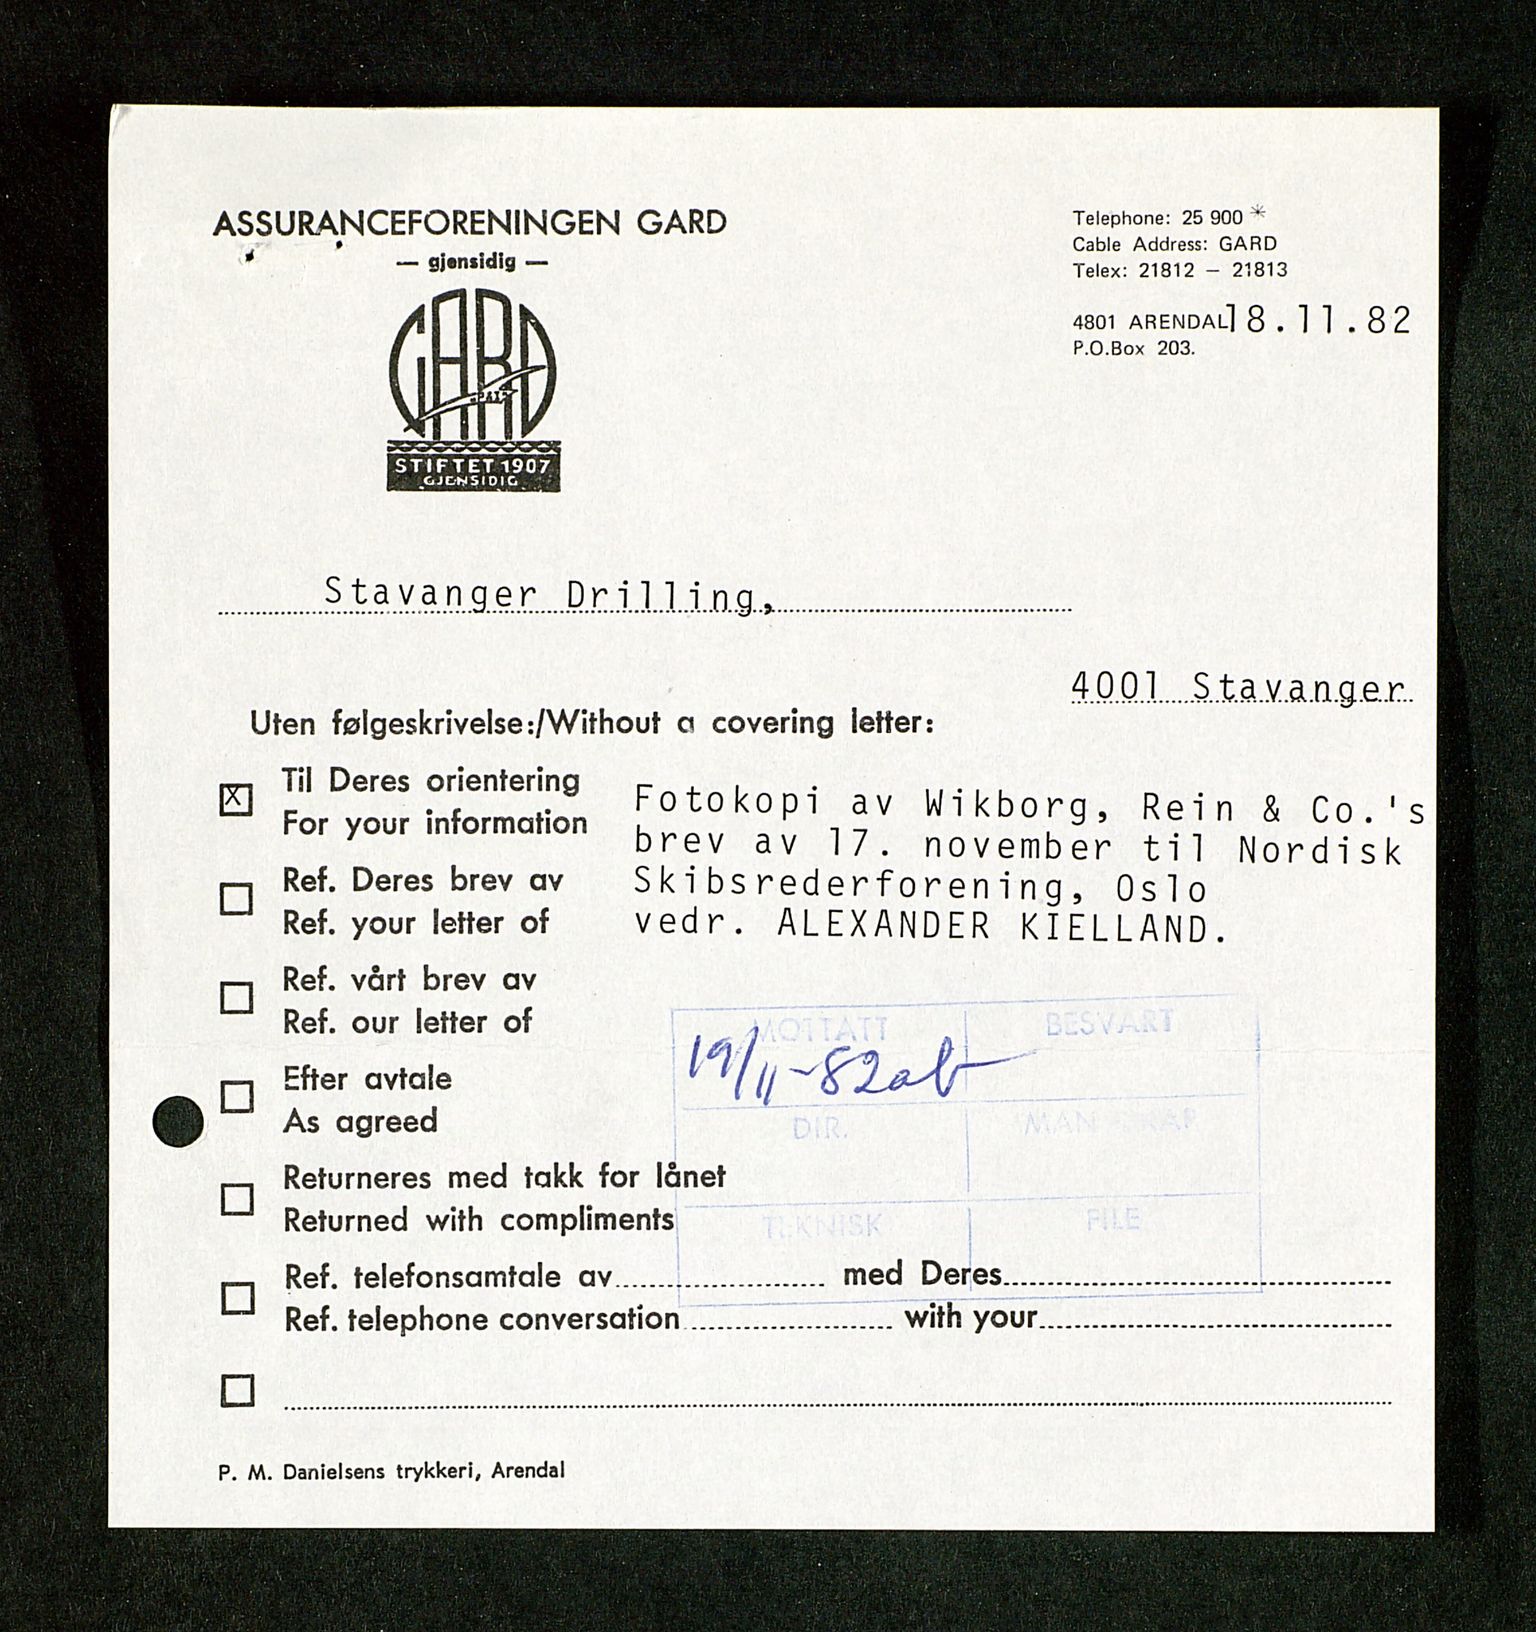 ASSURANCEFORENINGEN GARD
— gjensidig —
GARD
P&I
STIFTET 1907
GJENSIDIG
Telephone: 25 900 *
Cable Address: GARD
Telex: 21812 – 21813
4801 ARENDAL 18.11.82
P.O.Box 203.
Stavanger Drilling,
4001 Stavanger
Uten følgeskrivelse:/Without a covering letter:
X Til Deres orientering
For your information
Fotokopi av Wikborg, Rein & Co.'s
brev av 17. november til Nordisk
Skibsrederforening, Oslo
vedr. ALEXANDER KIELLAND.
Ref. Deres brev av
Ref. your letter of
Ref. vårt brev av
Ref. our letter of
Efter avtale
As agreed
Returneres med takk for lånet
Returned with compliments
Ref. telefonsamtale av med Deres
Ref. telephone conversation with your
MOTTATT BESVART
19/11-82 ab
DIR.
TEKNISK FILE
P. M. Danielsens trykkeri, Arendal